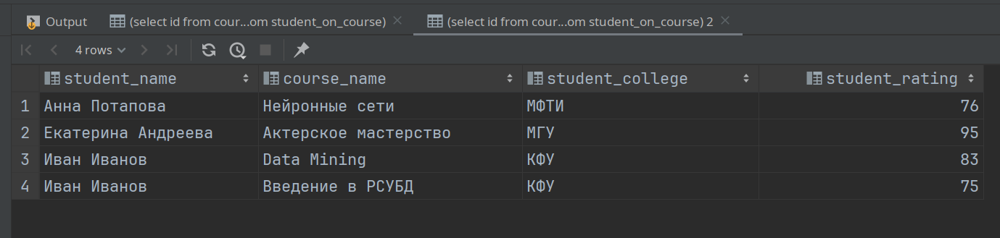 Output (select id from cour...om student_on_course) (select id from cour...om student_on_course) 2
4 rows
student_name course_name student_college student_rating
1 Анна Потапова Нейронные сети МФТИ 76
2 Екатерина Андреева Актерское мастерство МГУ 95
3 Иван Иванов Data Mining КФУ 83
4 Иван Иванов Введение в РСУБД КФУ 75